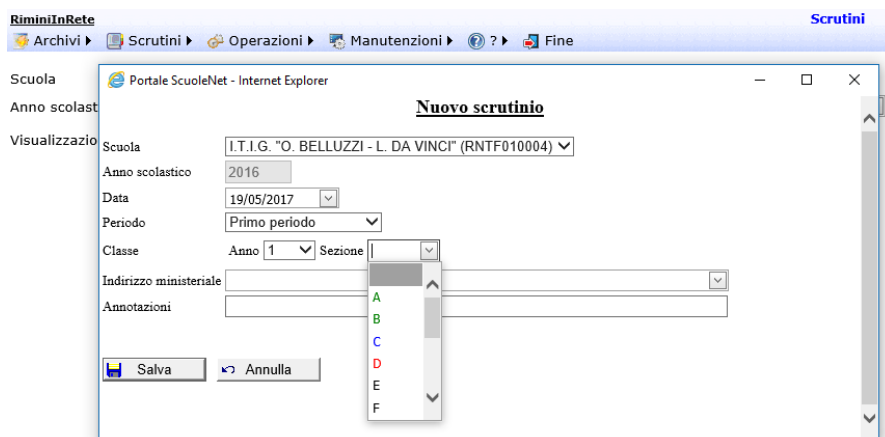 RiminiInRete
Scrutini
Archivi Scrutini Operazioni Manutenzioni ? Fine
Scuola
Portale ScuoleNet - Internet Explorer
Anno scolast
Nuovo scrutinio
Visualizzazio
Scuola I.T.I.G. "O. BELLUZZI - L. DA VINCI" (RNTF010004)
Anno scolastico 2016
Data 19/05/2017
Periodo Primo periodo
Classe Anno 1 Sezione
Indirizzo ministeriale
A
Annotazioni
B
C
Salva Annulla
D
E
F